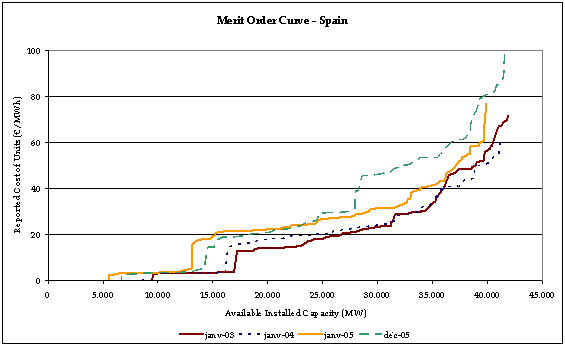 Merit Order Curve - Spain
Reported Cost of Units (€/MWh)
100
80
60
40
20
0
0
5.000
10.000
15.000
20.000
25.000
30.000
35.000
40.000
45.000
Available Installed Capacity (MW)
janv-03
janv-04
janv-05
déc-05